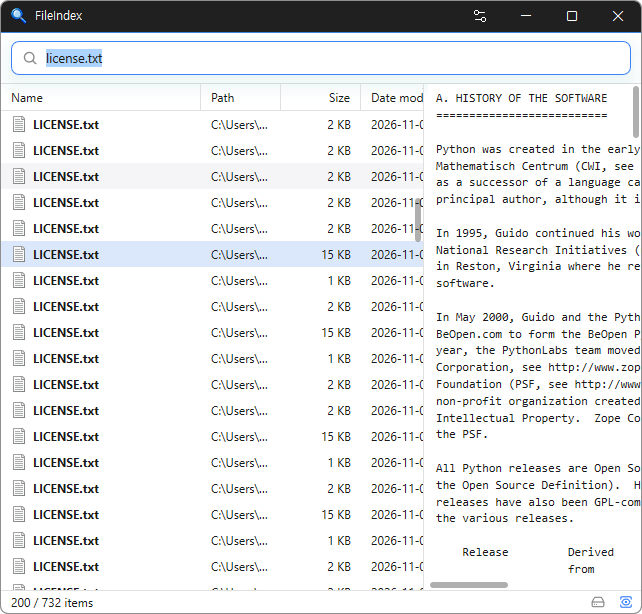 FileIndex
license.txt
Name Path Size Date mod
LICENSE.txt C:\Users\... 2 KB 2026-11-0
LICENSE.txt C:\Users\... 2 KB 2026-11-0
LICENSE.txt C:\Users\... 2 KB 2026-11-0
LICENSE.txt C:\Users\... 2 KB 2026-11-0
LICENSE.txt C:\Users\... 2 KB 2026-11-0
LICENSE.txt C:\Users\... 15 KB 2026-11-0
LICENSE.txt C:\Users\... 1 KB 2026-11-0
LICENSE.txt C:\Users\... 2 KB 2026-11-0
LICENSE.txt C:\Users\... 15 KB 2026-11-0
LICENSE.txt C:\Users\... 1 KB 2026-11-0
LICENSE.txt C:\Users\... 2 KB 2026-11-0
LICENSE.txt C:\Users\... 2 KB 2026-11-0
LICENSE.txt C:\Users\... 15 KB 2026-11-0
LICENSE.txt C:\Users\... 1 KB 2026-11-0
LICENSE.txt C:\Users\... 2 KB 2026-11-0
LICENSE.txt C:\Users\... 15 KB 2026-11-0
LICENSE.txt C:\Users\... 1 KB 2026-11-0
LICENSE.txt C:\Users\... 2 KB 2026-11-0
A. HISTORY OF THE SOFTWARE
==========================
Python was created in the early
Mathematisch Centrum (CWI, see
as a successor of a language ca
principal author, although it i
In 1995, Guido continued his wo
National Research Initiatives (
in Reston, Virginia where he re
software.
In May 2000, Guido and the Pyth
BeOpen.com to form the BeOpen P
year, the PythonLabs team moved
Corporation, see http://www.zop
Foundation (PSF, see http://www
non-profit organization created
Intellectual Property.  Zope Co
the PSF.
All Python releases are Open So
the Open Source Definition).  H
releases have also been GPL-com
the various releases.
Release Derived
from
200 / 732 items